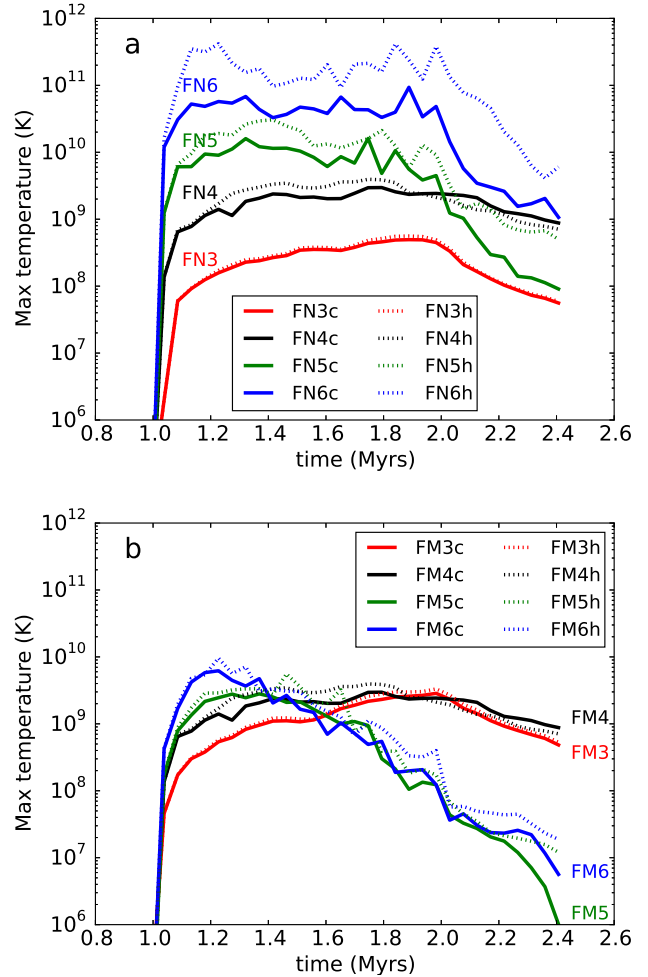 a
Max temperature (K)
10^12
10^11
10^10
10^9
10^8
10^7
10^6
FN6
FN5
FN4
FN3
FN3c FN3h
FN4c FN4h
FN5c FN5h
FN6c FN6h
0.8 1.0 1.2 1.4 1.6 1.8 2.0 2.2 2.4 2.6
time (Myrs)
b
Max temperature (K)
10^12
10^11
10^10
10^9
10^8
10^7
10^6
FM3c FM3h
FM4c FM4h
FM5c FM5h
FM6c FM6h
FM4
FM3
FM6
FM5
0.8 1.0 1.2 1.4 1.6 1.8 2.0 2.2 2.4 2.6
time (Myrs)